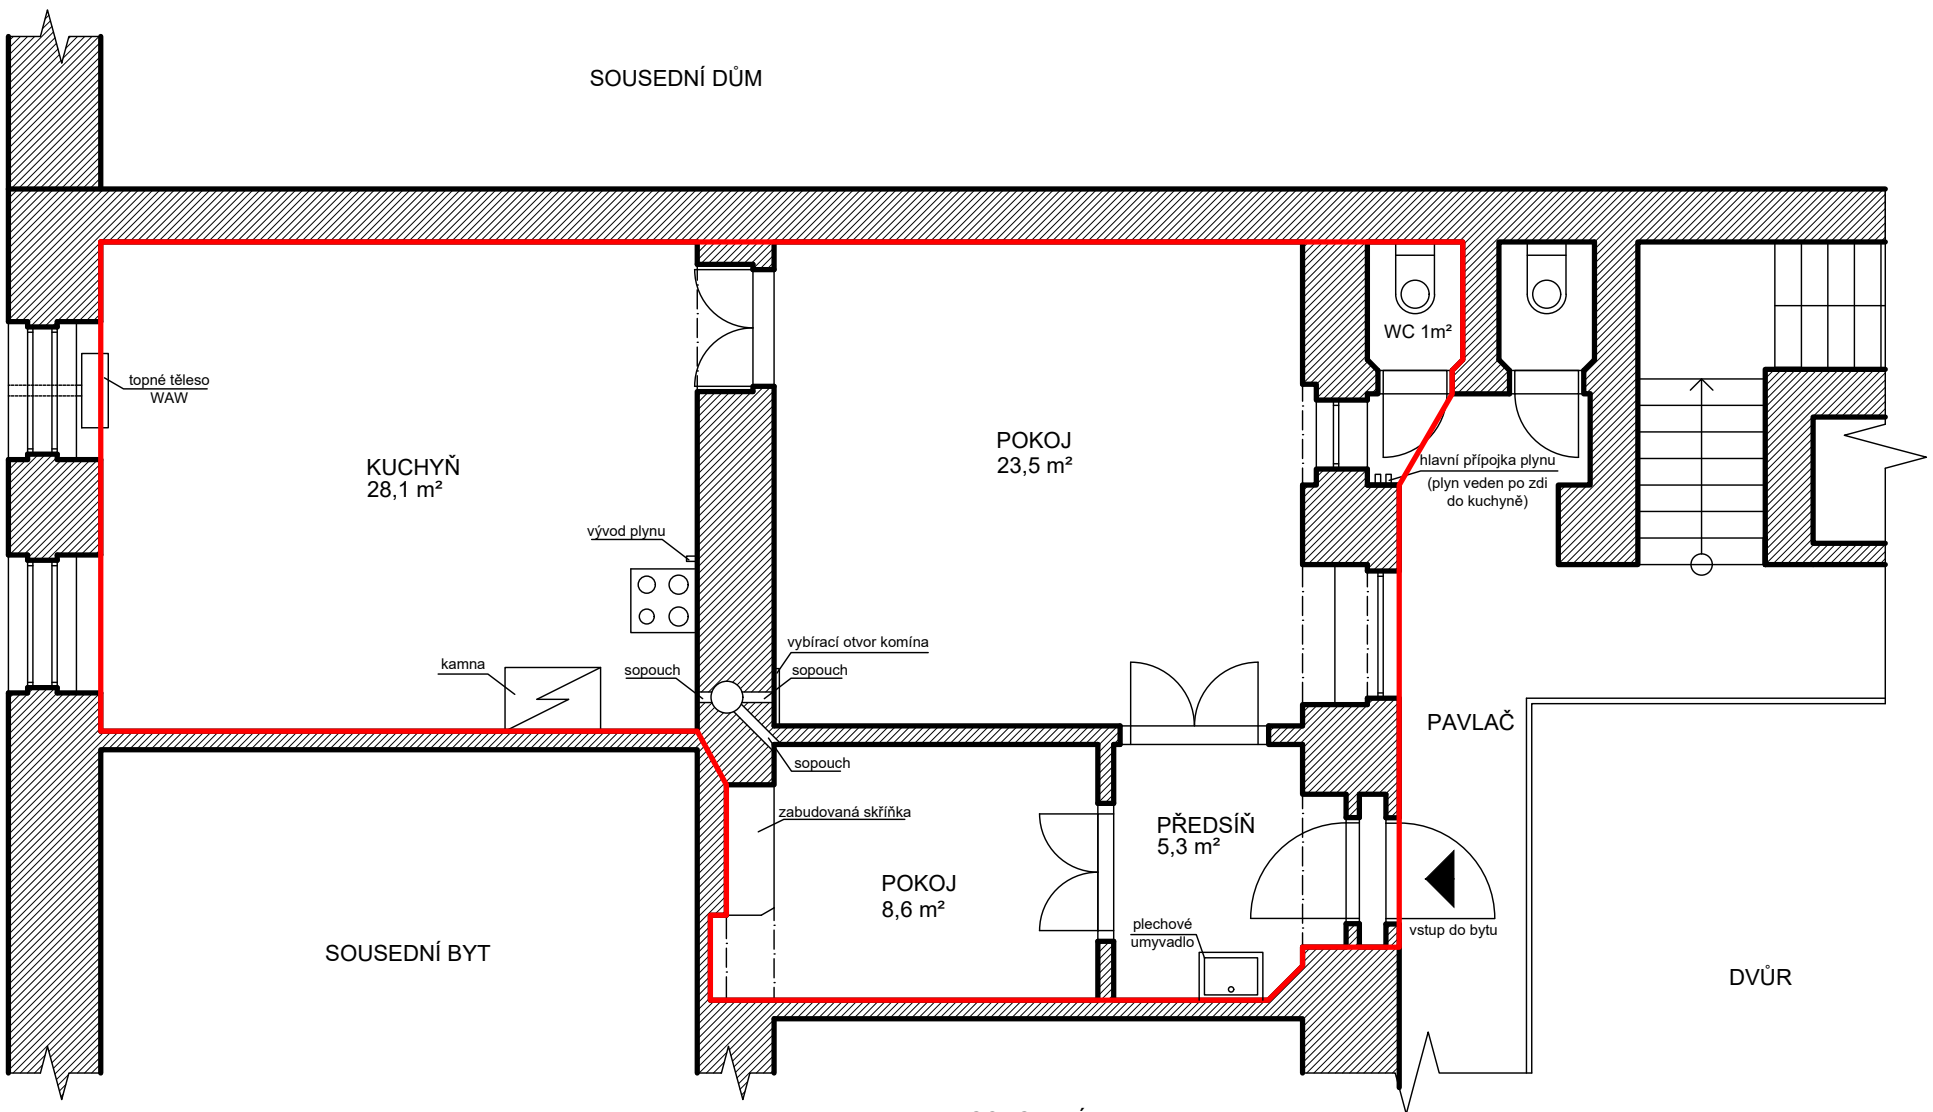 SOUSEDNÍ DŮM
WC 1m²
topné těleso
WAW
KUCHYŇ
28,1 m²
POKOJ
23,5 m²
hlavní přípojka plynu
(plyn veden po zdi
do kuchyně)
vývod plynu
vybírací otvor komína
kamna
sopouch
sopouch
PAVLAČ
sopouch
zabudovaná skříňka
PŘEDSÍŇ
5,3 m²
POKOJ
8,6 m²
plechové
umyvadlo
vstup do bytu
SOUSEDNÍ BYT
DVŮR